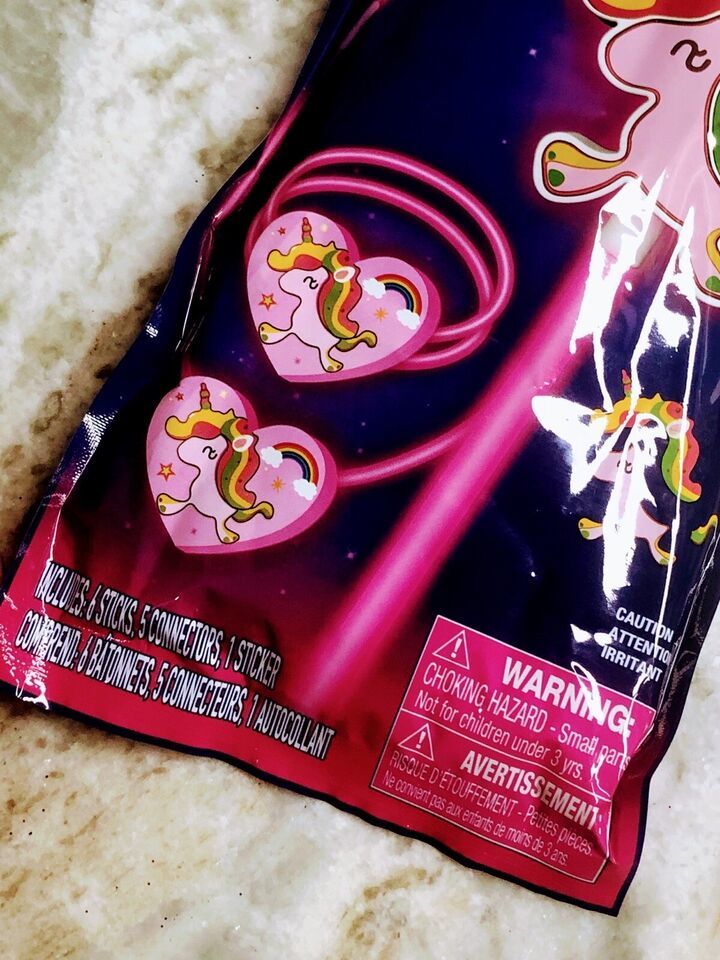 INCLUDES: 6 STICKS, 5 CONNECTORS, 1 STICKER
COMPREND: 6 BÂTONNETS, 5 CONNECTEURS, 1 AUTOCOLLANT
CAUTION
ATTENTIO
IRRITANT
WARNING:
CHOKING HAZARD - Small parts
Not for children under 3 yrs.
AVERTISSEMENT:
RISQUE D'ÉTOUFFEMENT - Petites pièces.
Ne convient pas aux enfants de moins de 3 ans.